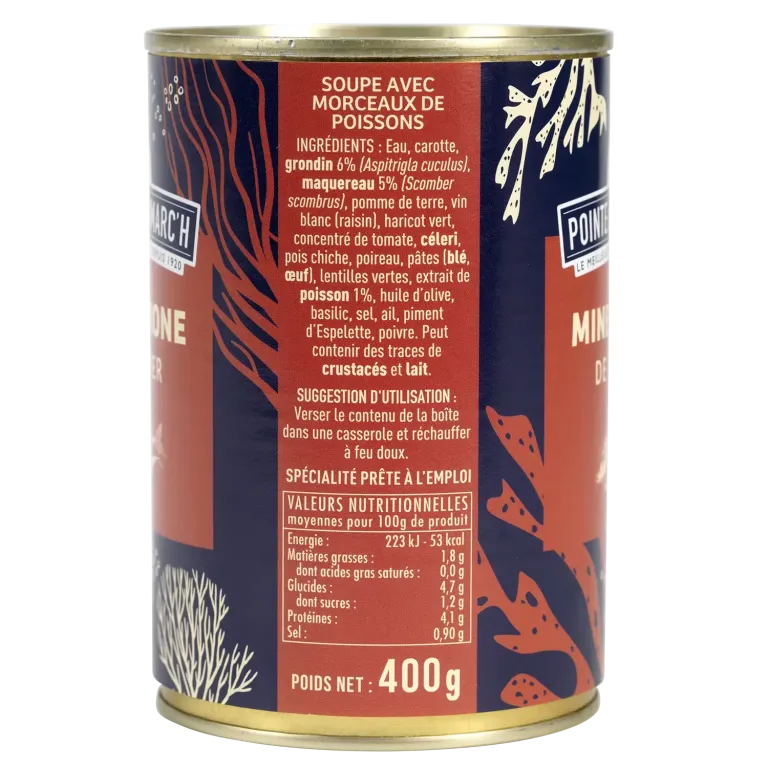 SOUPE AVEC
MORCEAUX DE
POISSONS
INGRÉDIENTS : Eau, carotte,
grondin 6% (Aspitrigla cuculus),
maquereau 5% (Scomber
scombrus), pomme de terre, vin
blanc (raisin), haricot vert,
concentré de tomate, céleri,
pois chiche, poireau, pâtes (blé,
œuf), lentilles vertes, extrait de
poisson 1%, huile d'olive,
basilic, sel, ail, piment
d'Espelette, poivre. Peut
contenir des traces de
crustacés et lait.
SUGGESTION D'UTILISATION :
Verser le contenu de la boîte
dans une casserole et réchauffer
à feu doux.
SPÉCIALITÉ PRÊTE À L'EMPLOI
VALEURS NUTRITIONNELLES
moyennes pour 100g de produit
Energie : 223 kJ - 53 kcal
Matières grasses : 1,8 g
dont acides gras saturés : 0,0 g
Glucides : 4,7 g
dont sucres : 1,2 g
Protéines : 4,1 g
Sel : 0,90 g
POIDS NET : 400g
MARC'H
PUIS 1920
ONE
ER
POINTE
LE MEILLE
MIN
DE